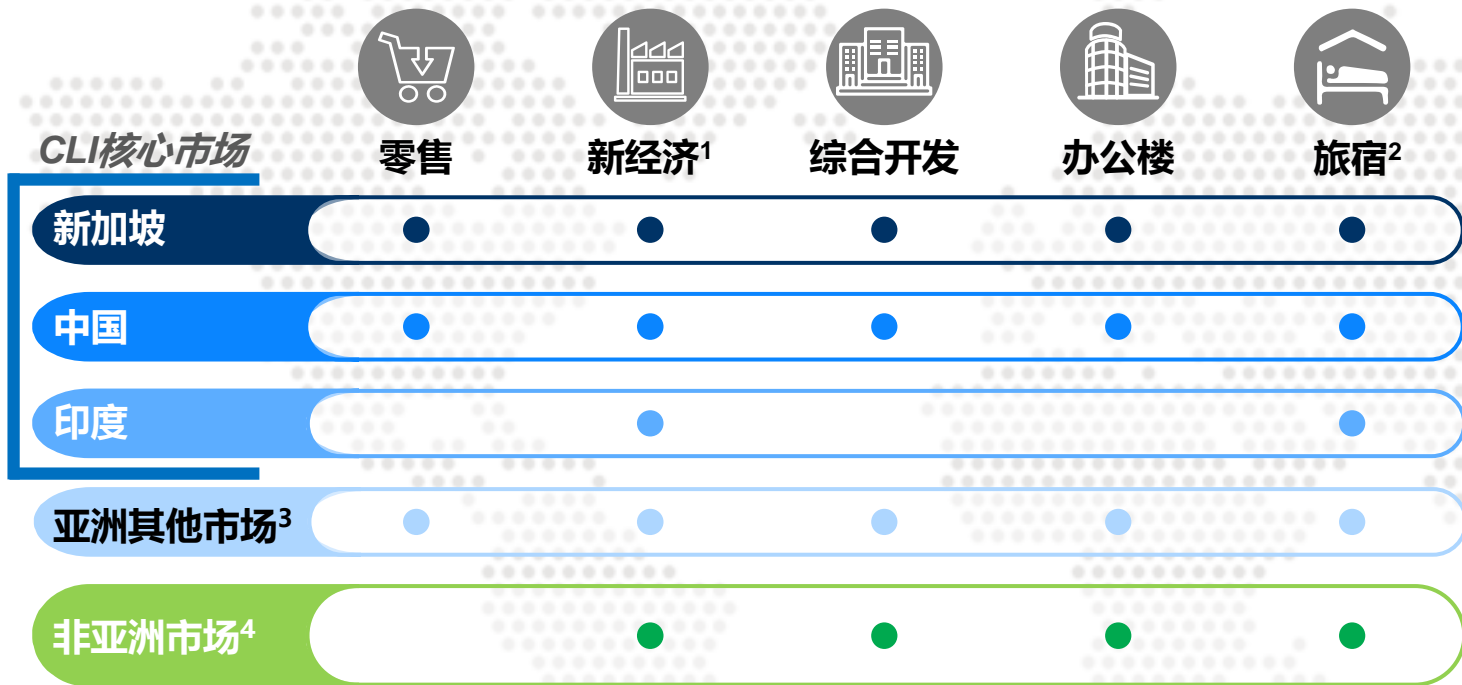 CLI核心市场
零售
新经济1
综合开发
办公楼
旅宿2
新加坡
中国
印度
亚洲其他市场3
非亚洲市场4